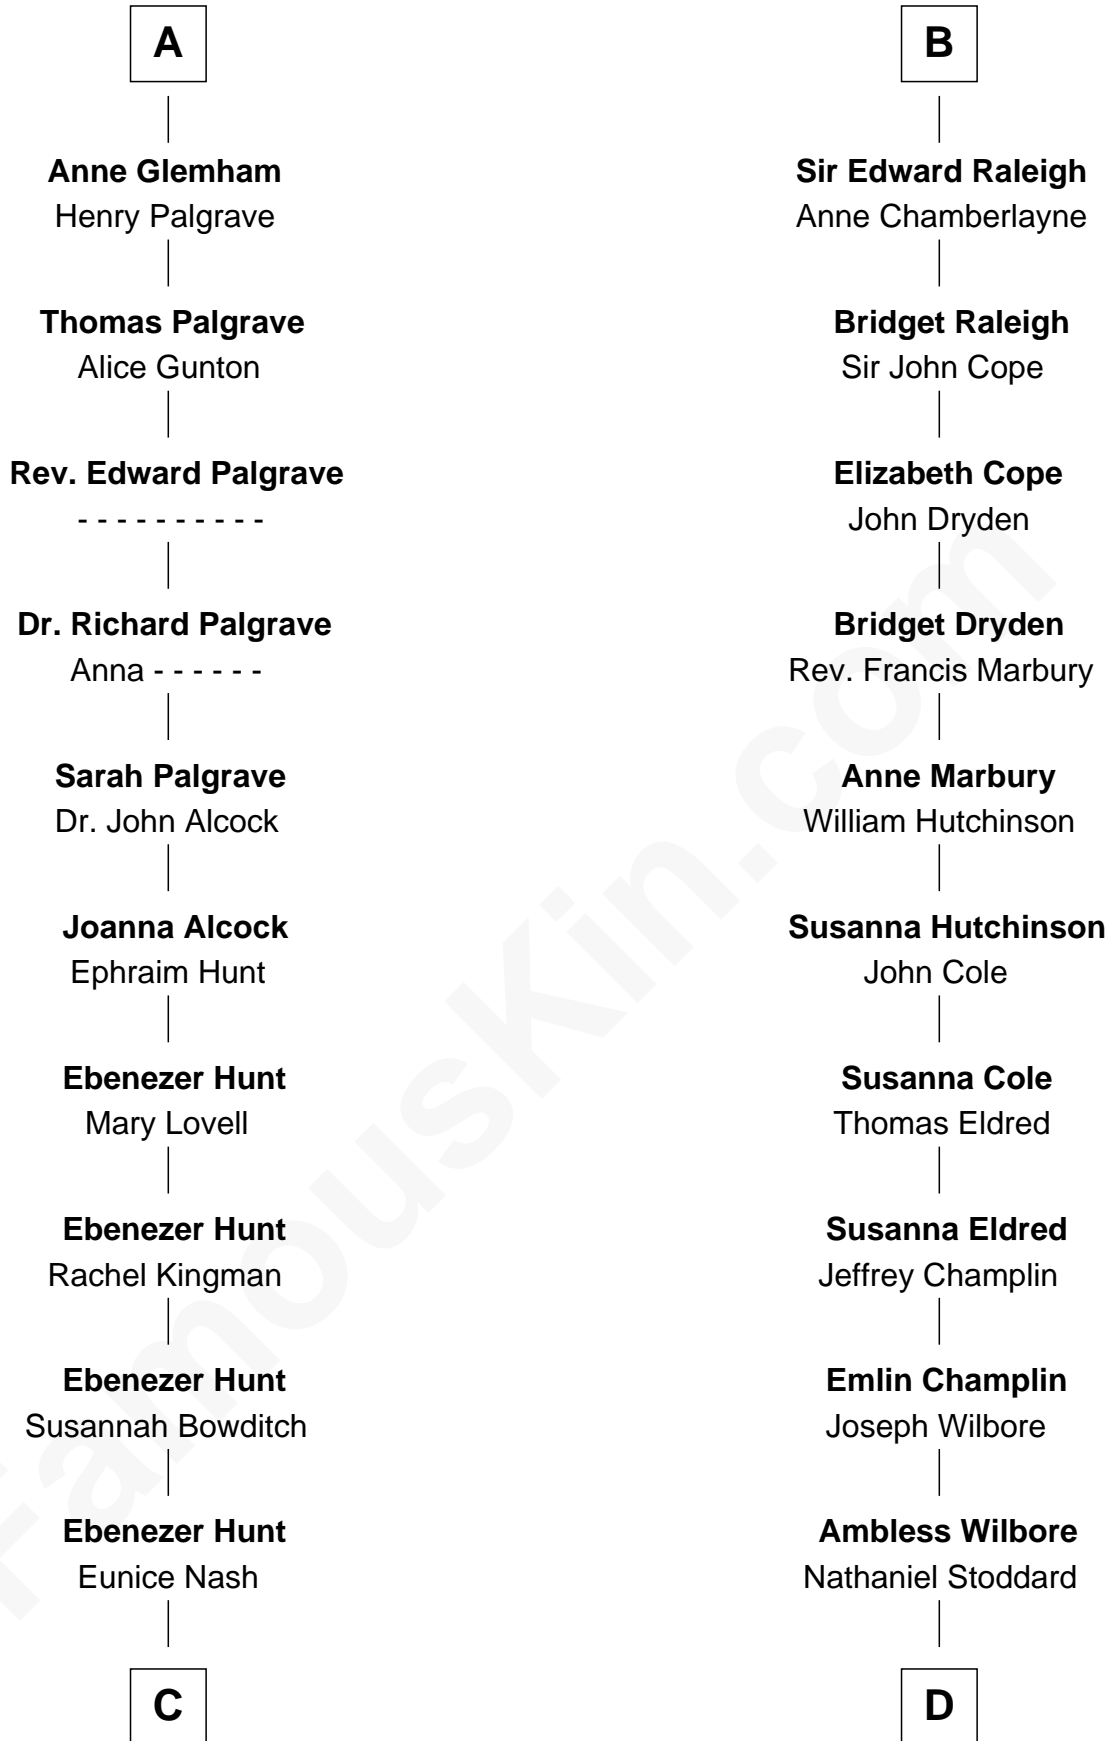 A
Anne Glemham
Henry Palgrave
Thomas Palgrave
Alice Gunton
Rev. Edward Palgrave
- - - - - - - - - -
Dr. Richard Palgrave
Anna - - - - - -
Sarah Palgrave
Dr. John Alcock
Joanna Alcock
Ephraim Hunt
Ebenezer Hunt
Mary Lovell
Ebenezer Hunt
Rachel Kingman
Ebenezer Hunt
Susannah Bowditch
Ebenezer Hunt
Eunice Nash
C
B
Sir Edward Raleigh
Anne Chamberlayne
Bridget Raleigh
Sir John Cope
Elizabeth Cope
John Dryden
Bridget Dryden
Rev. Francis Marbury
Anne Marbury
William Hutchinson
Susanna Hutchinson
John Cole
Susanna Cole
Thomas Eldred
Susanna Eldred
Jeffrey Champlin
Emlin Champlin
Joseph Wilbore
Ambless Wilbore
Nathaniel Stoddard
D
FamousKin.com